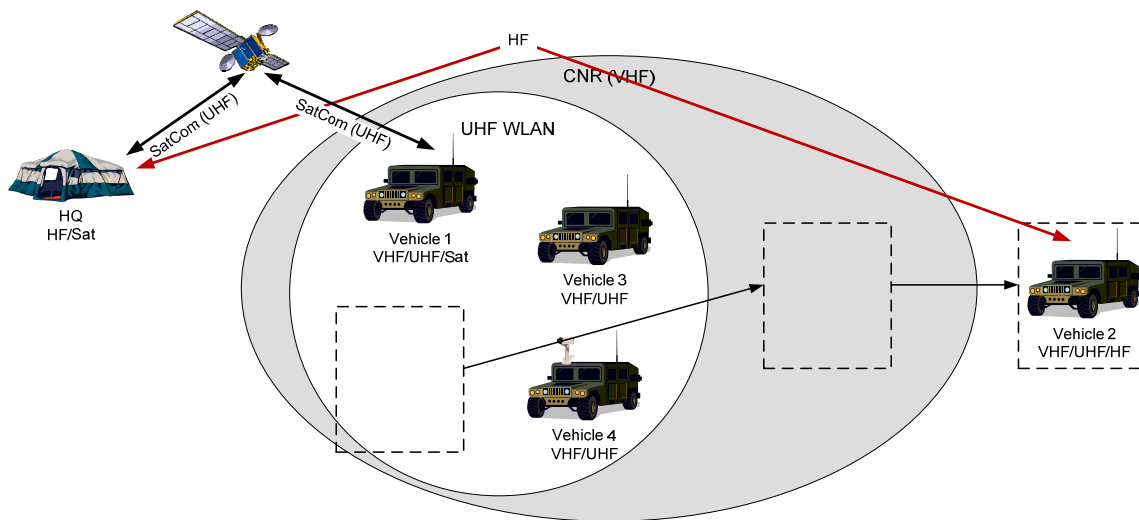 HF
CNR (VHF)
SatCom (UHF)
SatCom (UHF)
UHF WLAN
HQ
HF/Sat
Vehicle 1
VHF/UHF/Sat
Vehicle 3
VHF/UHF
Vehicle 2
VHF/UHF/HF
Vehicle 4
VHF/UHF